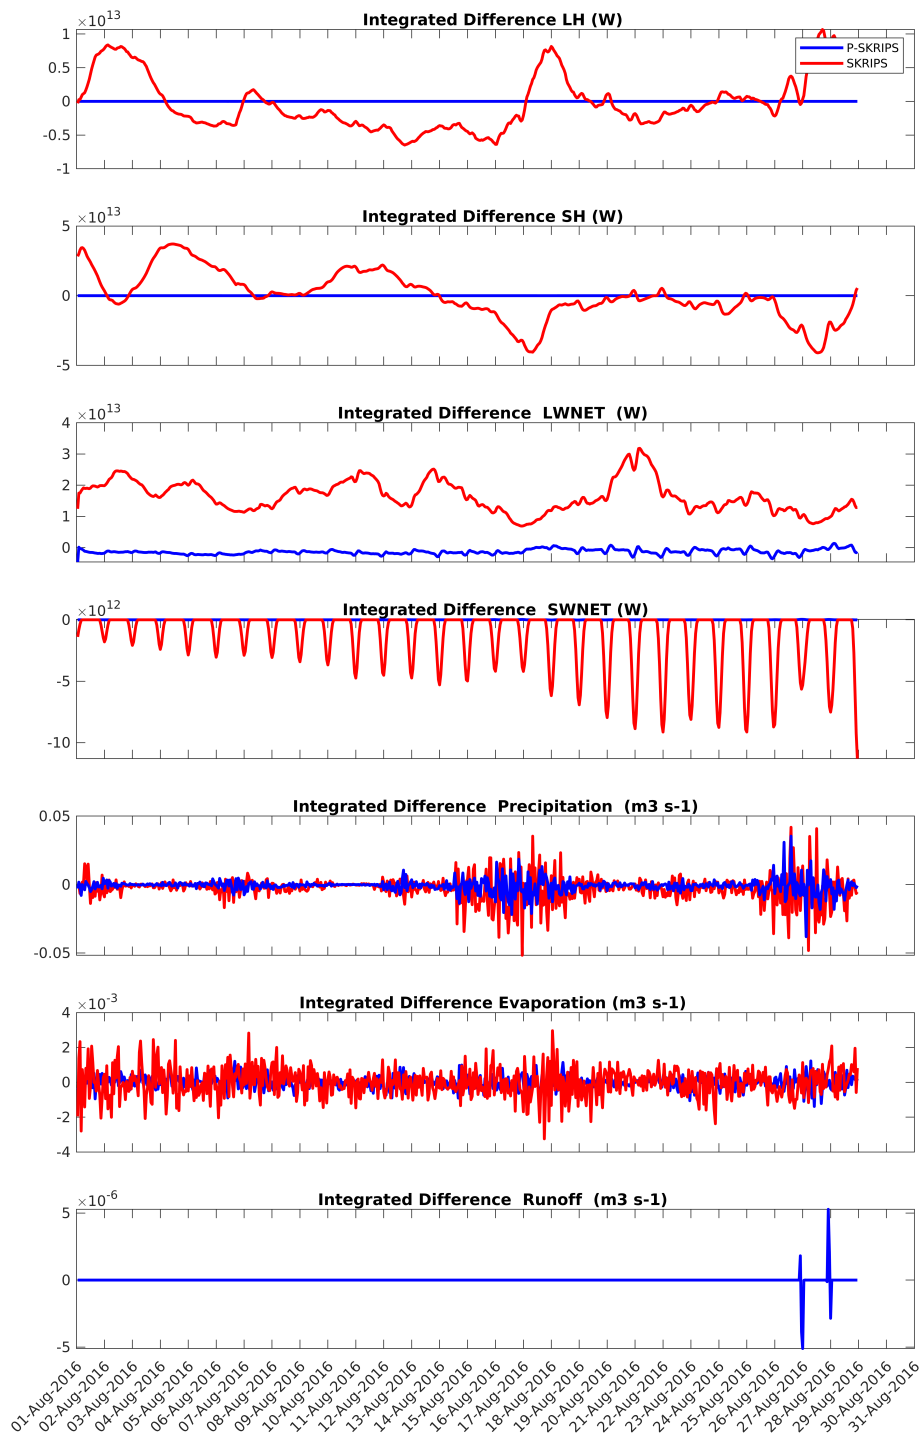 ×10^13
Integrated Difference LH (W)
1
0.5
0
-0.5
-1
P-SKRIPS
SKRIPS
×10^13
Integrated Difference SH (W)
5
0
-5
×10^13
Integrated Difference  LWNET  (W)
4
3
2
1
0
×10^12
Integrated Difference  SWNET (W)
0
-5
-10
Integrated Difference  Precipitation  (m3 s-1)
0.05
0
-0.05
×10^-3
Integrated Difference Evaporation (m3 s-1)
4
2
0
-2
-4
×10^-6
Integrated Difference  Runoff  (m3 s-1)
5
0
-5
01-Aug-2016
02-Aug-2016
03-Aug-2016
04-Aug-2016
05-Aug-2016
06-Aug-2016
07-Aug-2016
08-Aug-2016
09-Aug-2016
10-Aug-2016
11-Aug-2016
12-Aug-2016
13-Aug-2016
14-Aug-2016
15-Aug-2016
16-Aug-2016
17-Aug-2016
18-Aug-2016
19-Aug-2016
20-Aug-2016
21-Aug-2016
22-Aug-2016
23-Aug-2016
24-Aug-2016
25-Aug-2016
26-Aug-2016
27-Aug-2016
28-Aug-2016
29-Aug-2016
30-Aug-2016
31-Aug-2016